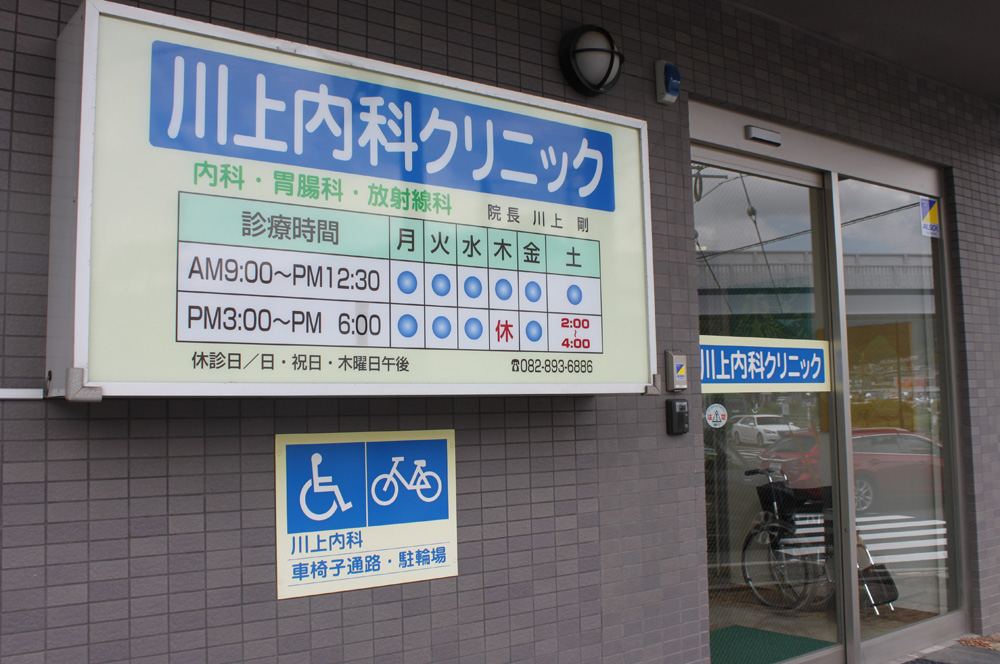 川上内科クリニック
内科・胃腸科・放射線科
院長 川上 剛
診療時間 月 火 水 木 金 土
AM9:00～PM12:30
PM3:00～PM 6:00 休 2:00～4:00
休診日／日・祝日・木曜日午後
☎082-893-6886
川上内科クリニック
川上内科
車椅子通路・駐輪場
ALSOK